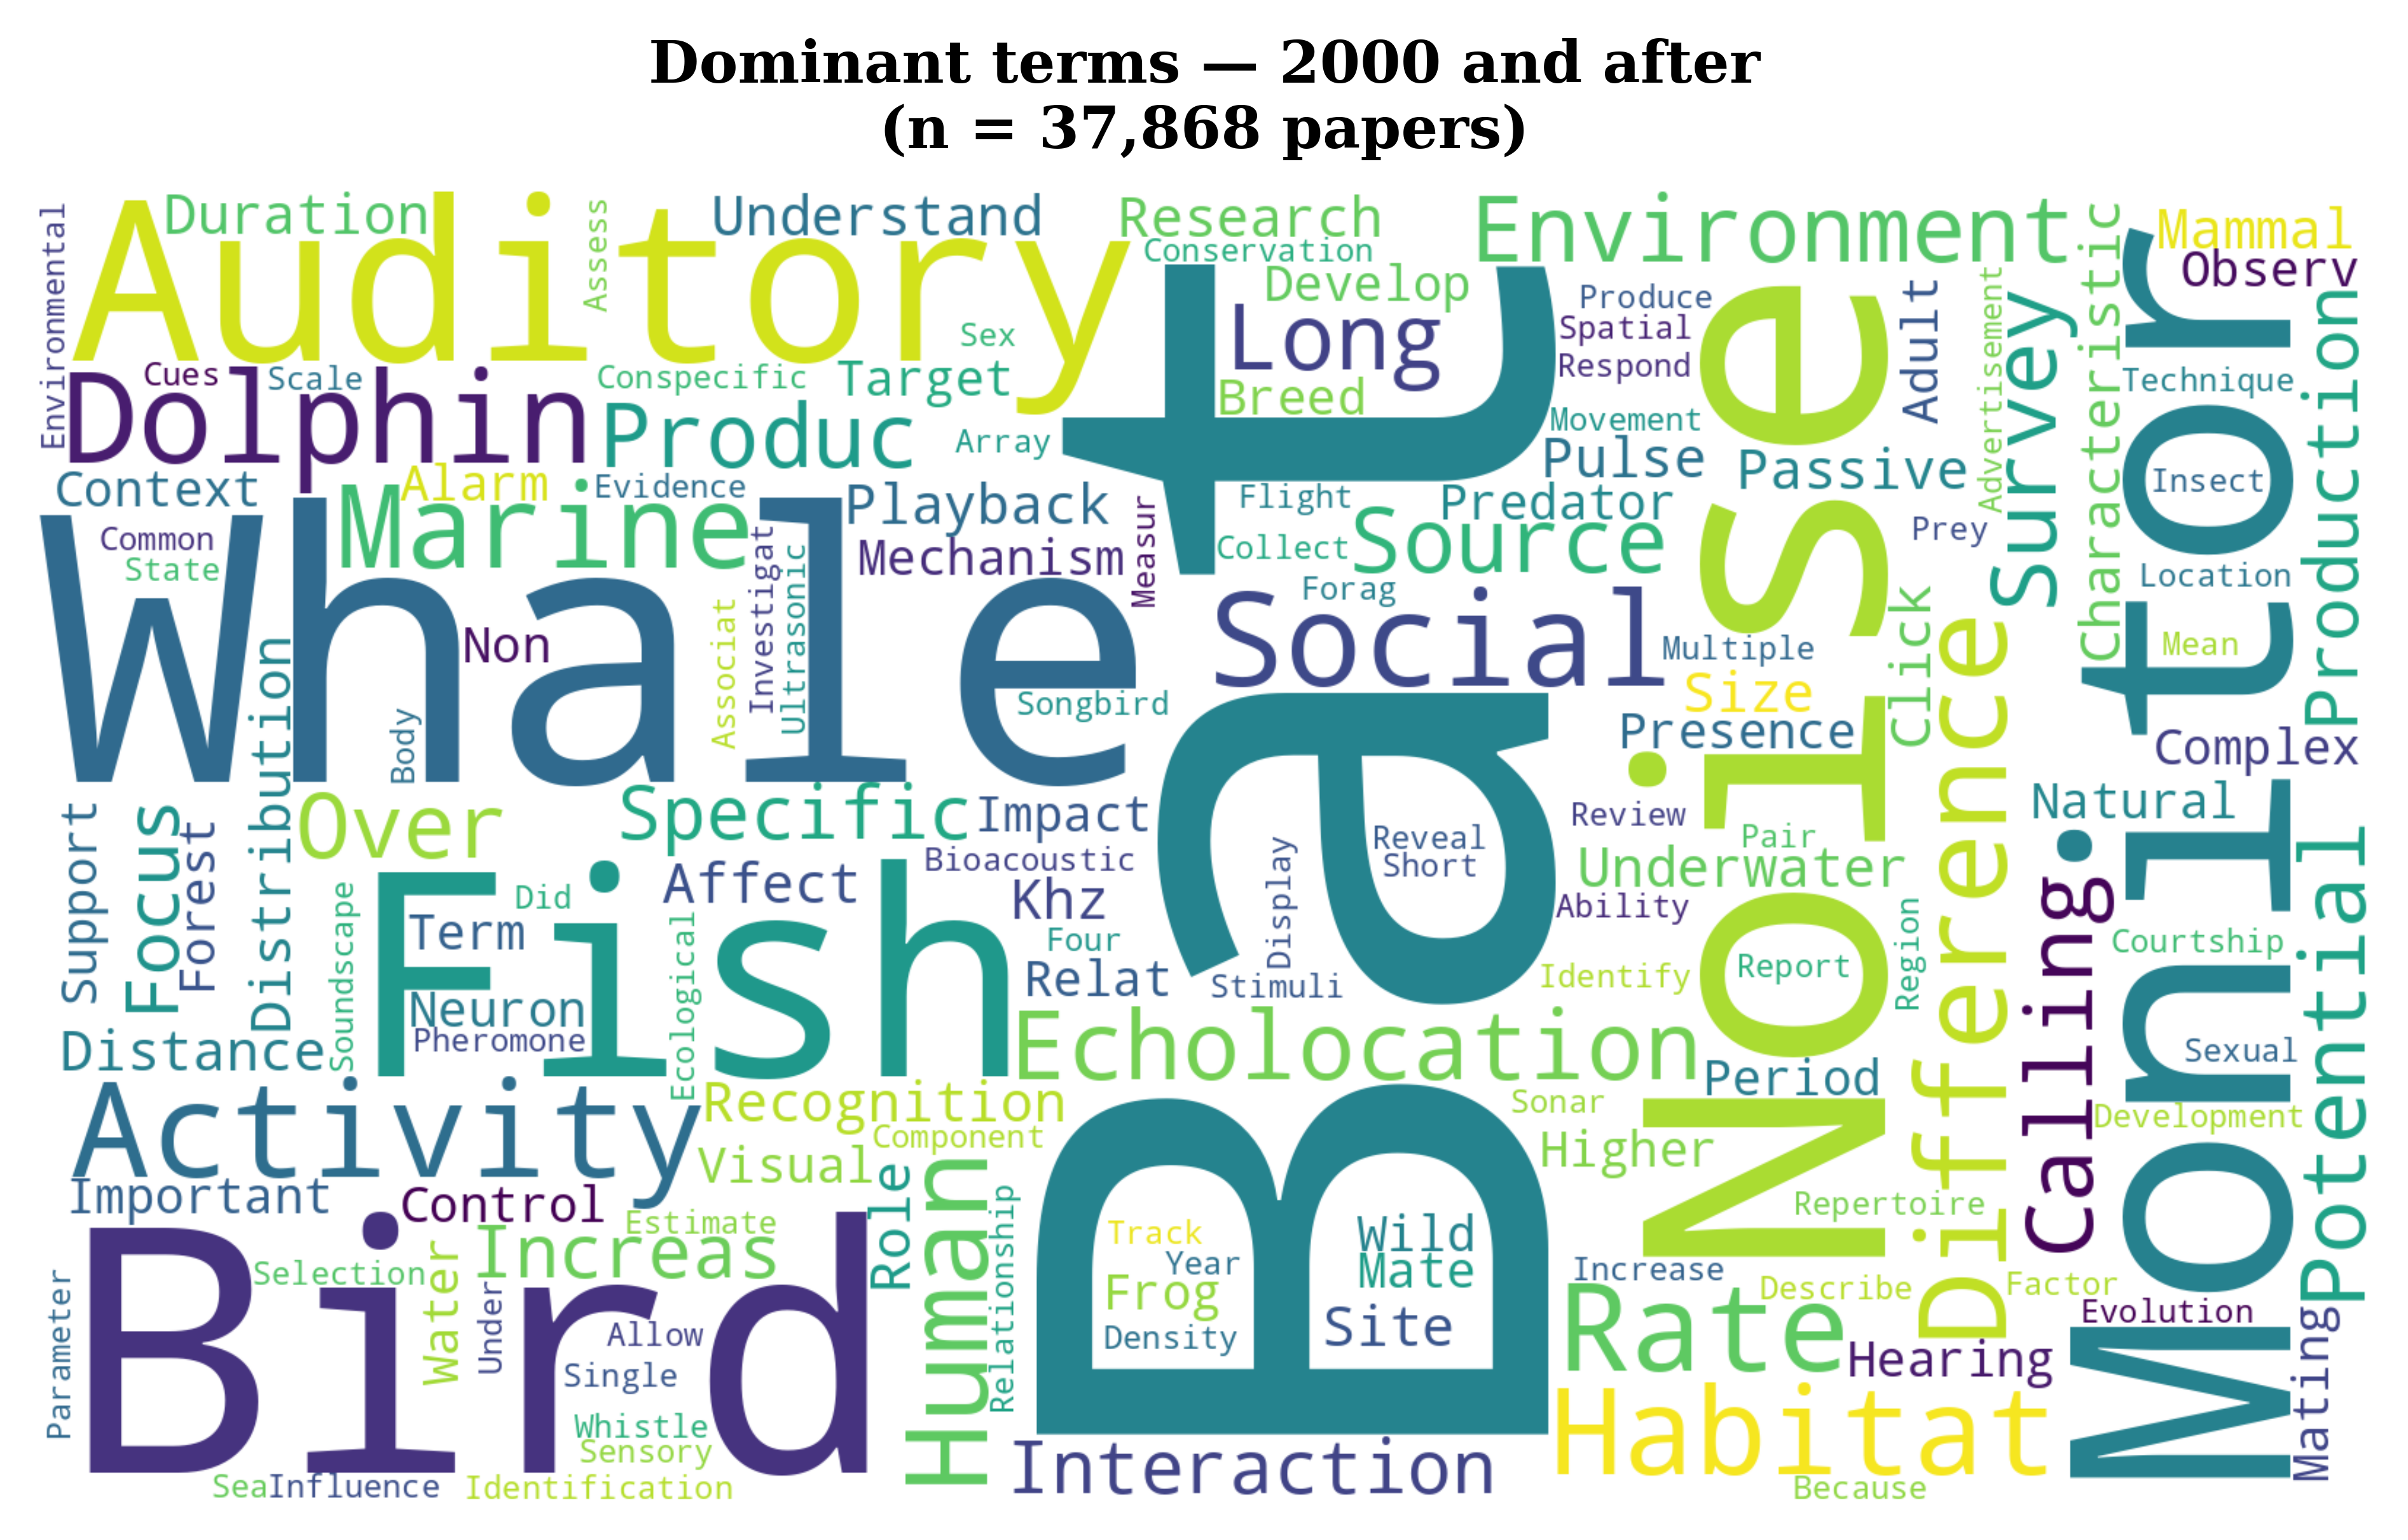 Dominant terms — 2000 and after
(n = 37,868 papers)
Environmental
Duration
Auditory
Assess
Understand
Research
Conservation
Environment
Characteristic
Mammal
Observ
Develop
Long
Breed
Produce
Spatial
Respond
Movement
Adult
Advertisement
Survey
Technique
Production
Sex
Cues
Scale
Conspecific
Target
Dolphin
Produc
Array
Pulse
Passive
Insect
Context
Alarm
Marine
Evidence
Playback
Flight
Predator
Prey
Common
State
Mechanism
Measur
Collect
Source
Location
Forag
Whale
Non
Body
Associat
Investigat
Ultrasonic
Songbird
Social
Multiple
Size
Presence
Click
Mean
Complex
Bat
Noise
Monitor
Difference
Natural
Support
Focus
Forest
Distribution
Over
Specific
Impact
Bioacoustic
Affect
Khz
Display
Reveal
Short
Review
Pair
Underwater
Ability
Calling
Potential
Soundscape
Term
Did
Fish
Neuron
Pheromone
Ecological
Four
Relat
Stimuli
Identify
Report
Region
Courtship
Distance
Echolocation
Period
Sexual
Activity
Recognition
Component
Visual
Sonar
Higher
Development
Important
Control
Estimate
Increas
Role
Human
Relationship
Track
Year
Frog
Density
Wild
Mate
Site
Repertoire
Increase
Describe
Factor
Evolution
Parameter
Selection
Water
Under
Bird
Allow
Single
Whistle
Sensory
Rate
Hearing
Habitat
Mating
Sea
Influence
Identification
Interaction
Because